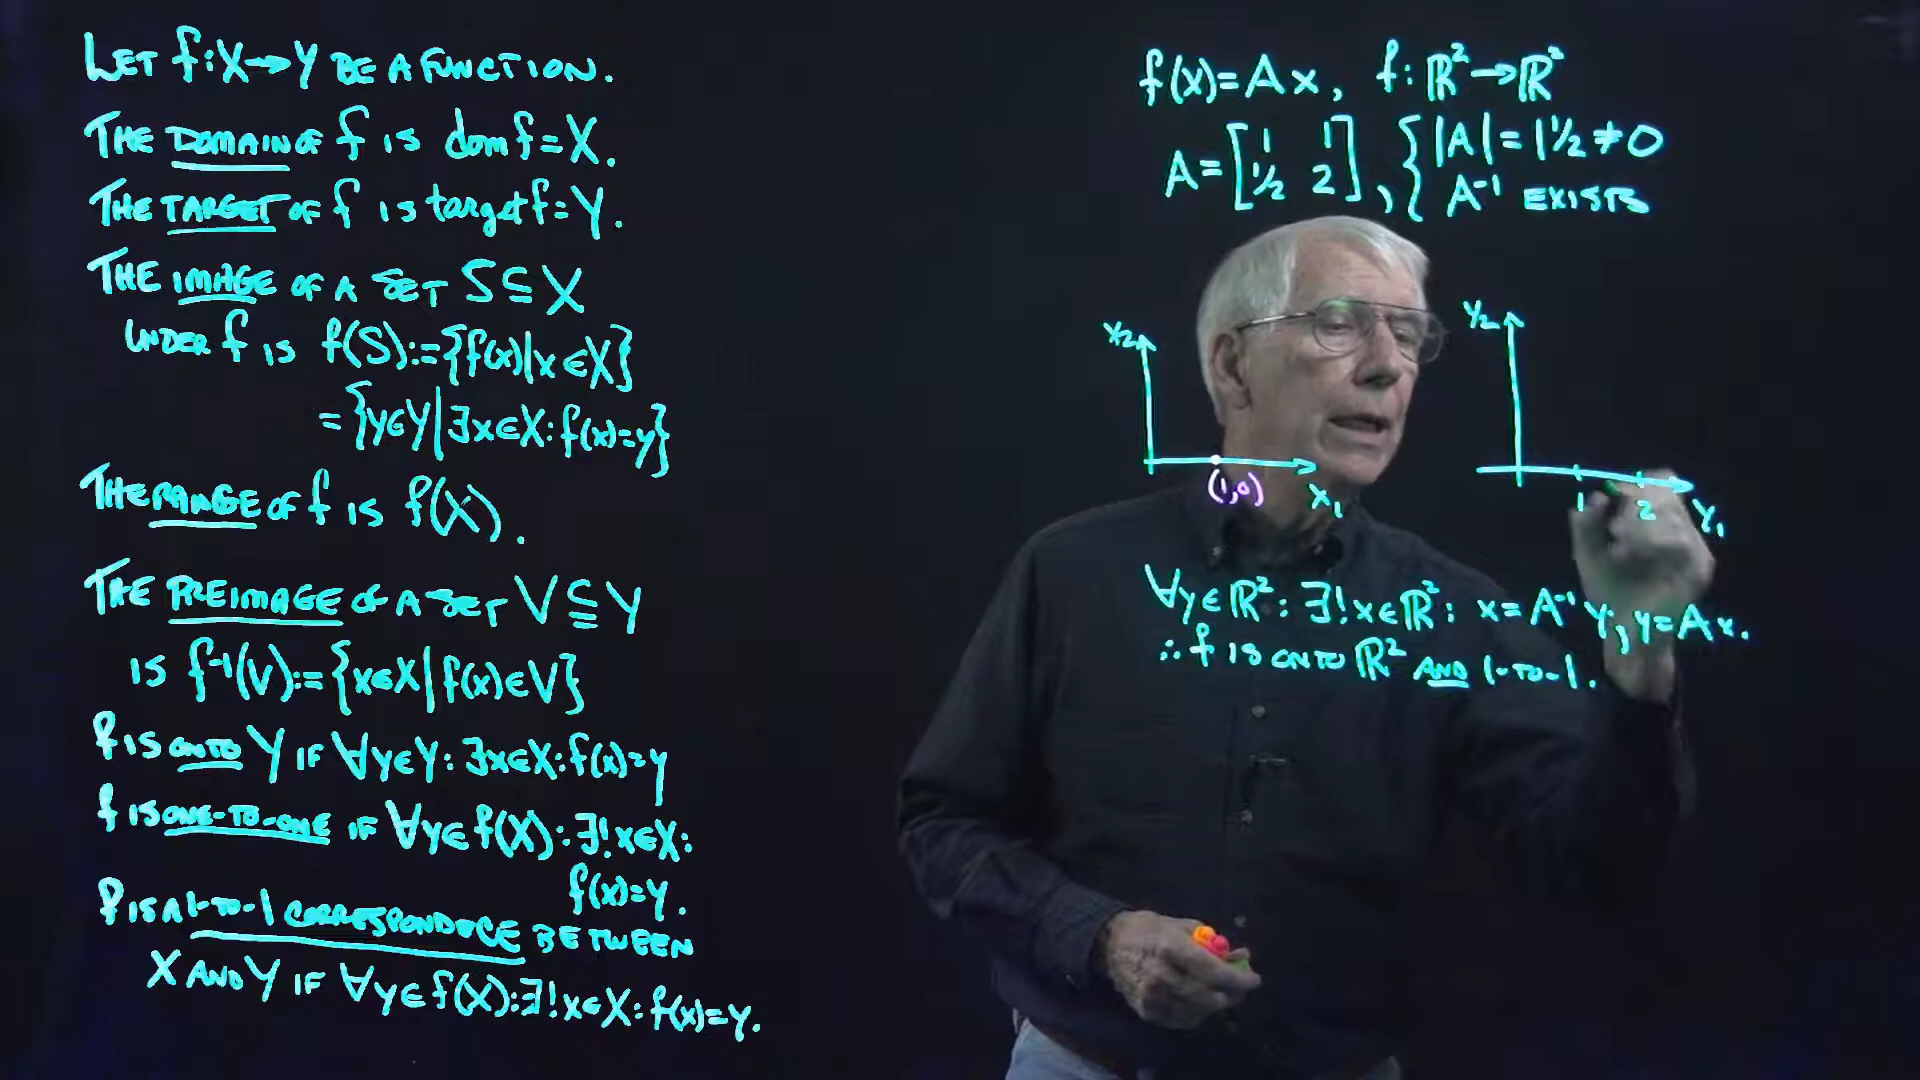 LET f:X→Y BE A FUNCTION.
THE DOMAIN OF f IS dom f=X.
THE TARGET OF f IS target f=Y.
THE IMAGE OF A SET S⊆X
UNDER f IS f(S):={f(x)|x∈X}
={y∈Y|∃x∈X:f(x)=y}
THE RANGE OF f IS f(X).
THE PREIMAGE OF A SET V⊆Y
IS f⁻¹(V):={x∈X|f(x)∈V}
f IS ONTO Y IF ∀y∈Y:∃x∈X:f(x)=y
f IS ONE-TO-ONE IF ∀y∈f(X):∃!x∈X:
f(x)=y.
f IS A 1-TO-1 CORRESPONDECE BETWEEN
X AND Y IF ∀y∈f(X):∃!x∈X:f(x)=y.
f(x)=Ax, f:ℝ²→ℝ²
A=[1 1
½ 2], {|A|=1½≠0
A⁻¹ EXISTS
x₂
(1,0) x₁
y₂
1 2 y₁
∀y∈ℝ²:∃!x∈ℝ²: x=A⁻¹y, y=Ax.
∴f IS ONTO ℝ² AND 1-TO-1.